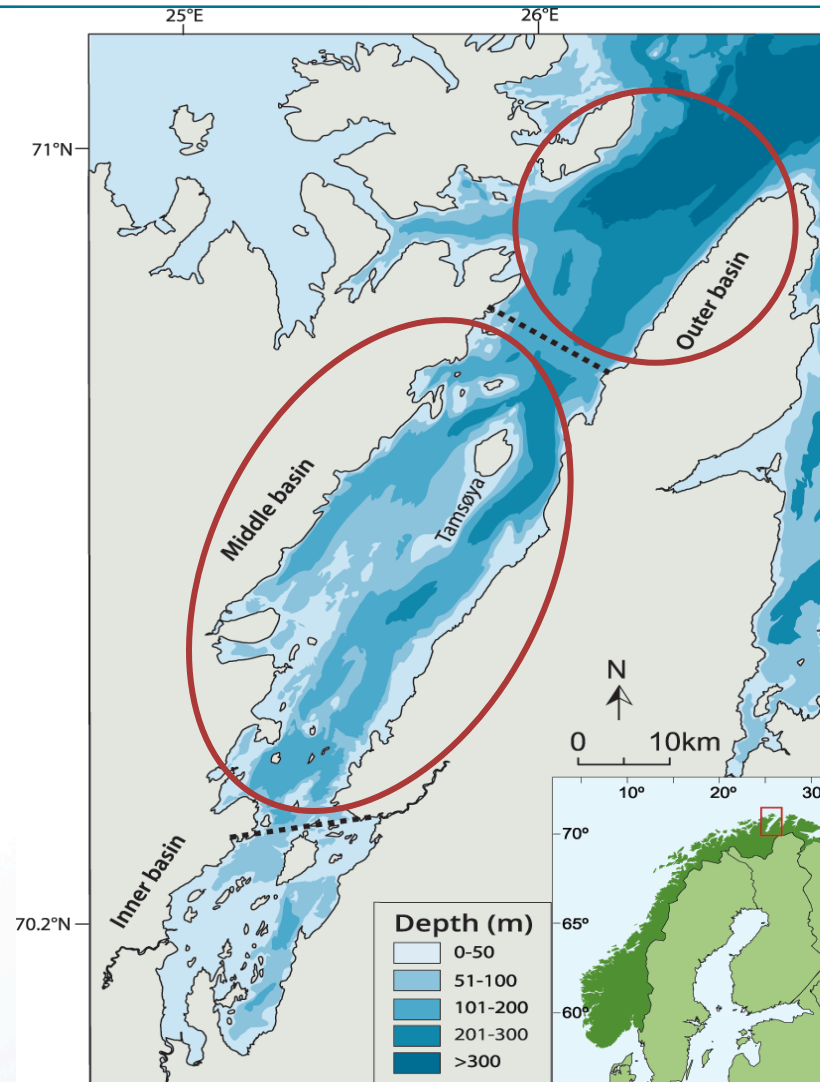 25°E
26°E
71°N
Outer basin
Middle basin
Tamsøya
N
0 10km
Inner basin
70.2°N
10° 20° 30
70°
65°
60°
Depth (m)
0-50
51-100
101-200
201-300
>300